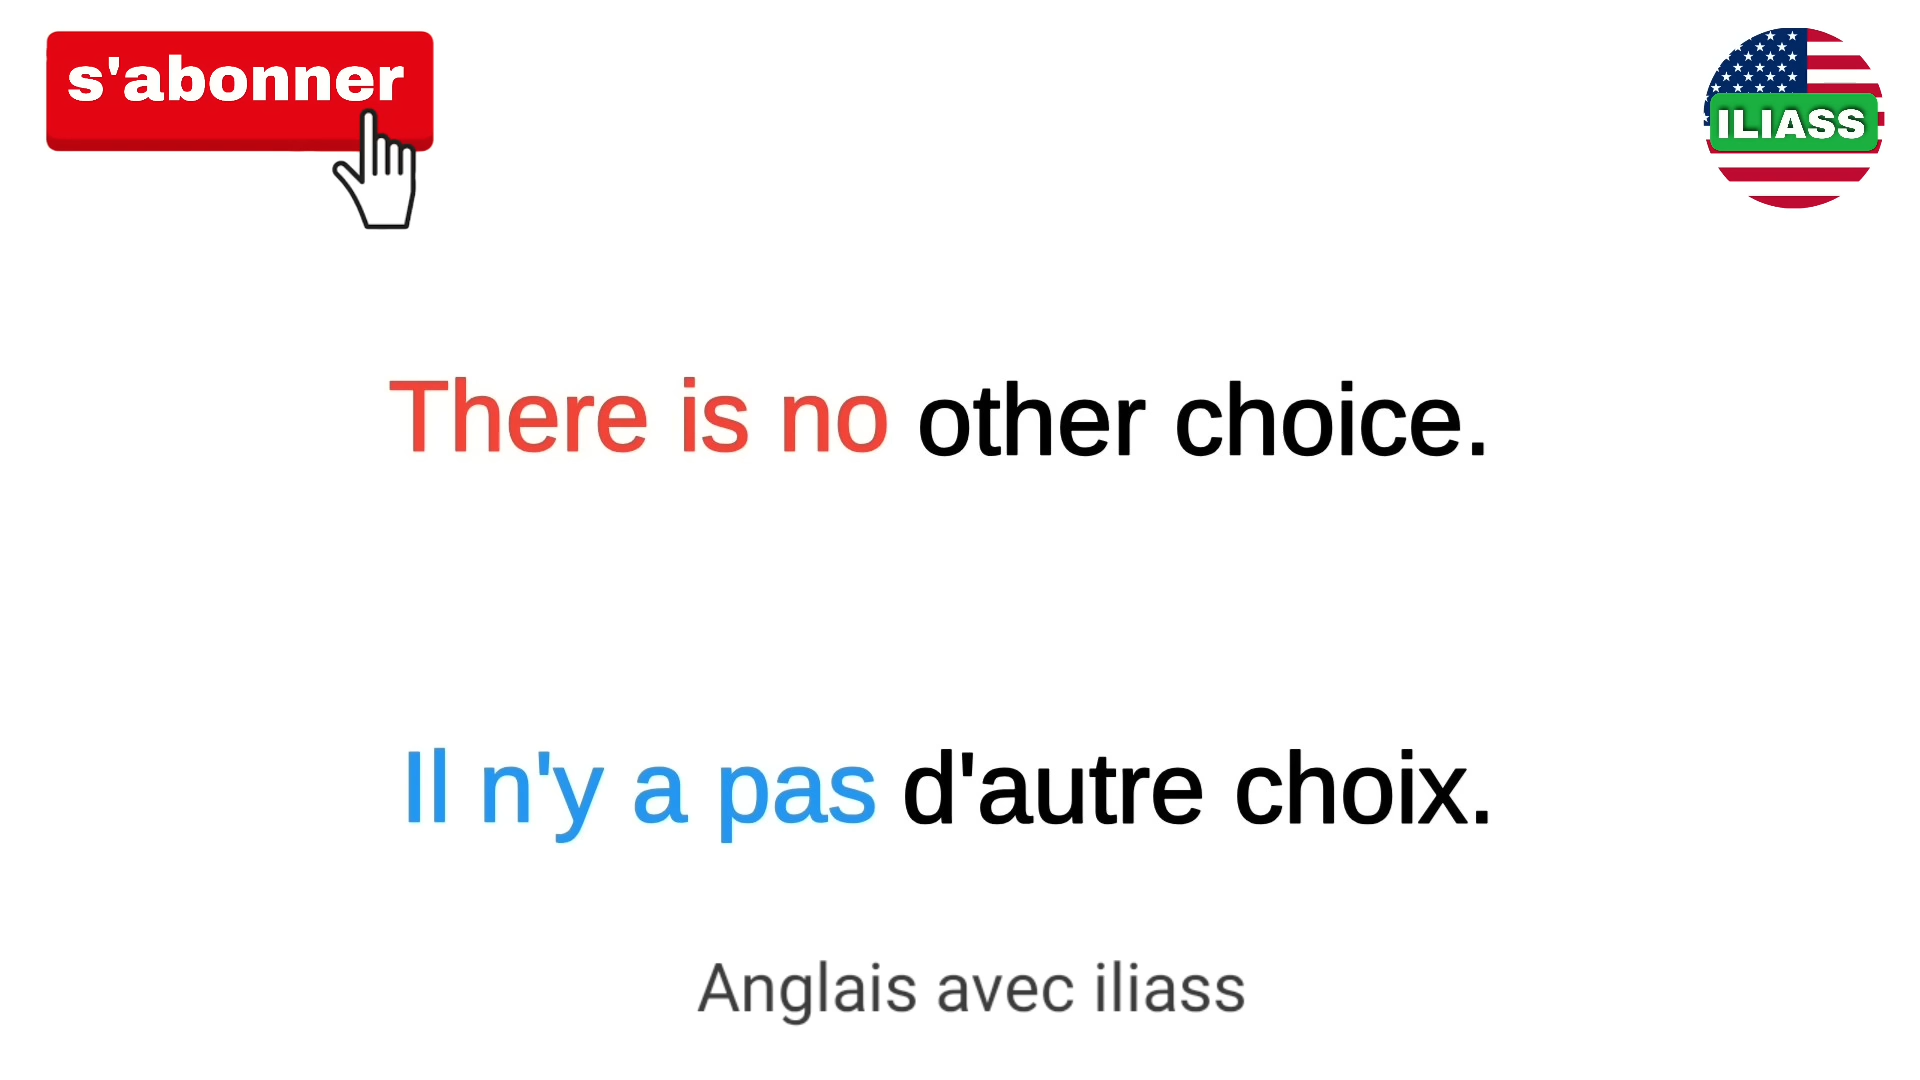 s'abonner
ILIASS
There is no other choice.
Il n'y a pas d'autre choix.
Anglais avec iliass